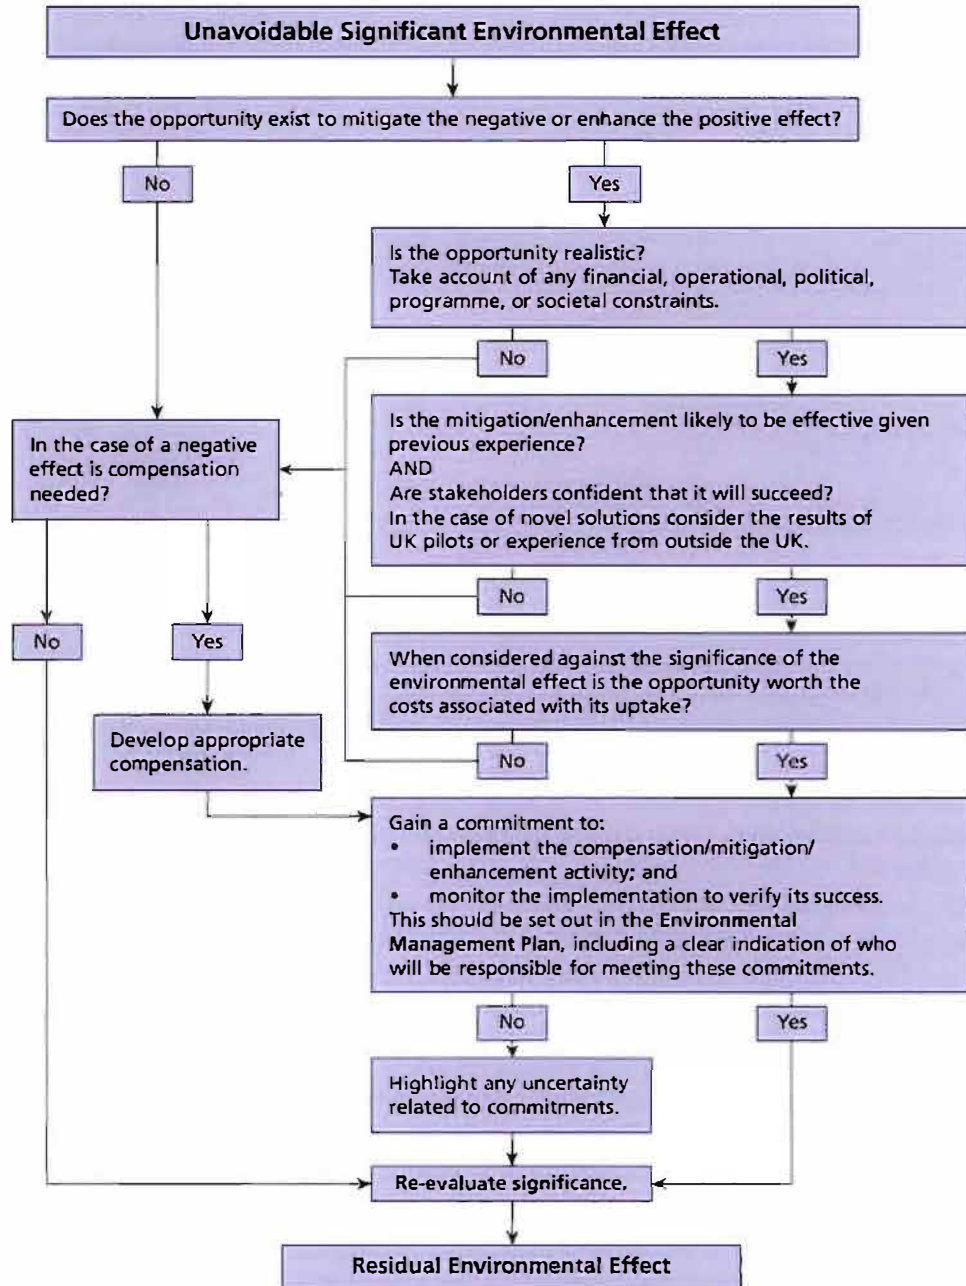 Unavoidable Significant Environmental Effect
Does the opportunity exist to mitigate the negative or enhance the positive effect?
No
Yes
Is the opportunity realistic?
Take account of any financial, operational, political,
programme, or societal constraints.
No
Yes
In the case of a negative
effect is compensation
needed?
Is the mitigation/enhancement likely to be effective given
previous experience?
AND
Are stakeholders confident that it will succeed?
In the case of novel solutions consider the results of
UK pilots or experience from outside the UK.
No
Yes
No
Yes
When considered against the significance of the
environmental effect is the opportunity worth the
costs associated with its uptake?
Develop appropriate
compensation.
No
Yes
Gain a commitment to:
• implement the compensation/mitigation/
enhancement activity; and
• monitor the implementation to verify its success.
This should be set out in the Environmental
Management Plan, including a clear indication of who
will be responsible for meeting these commitments.
No
Yes
Highlight any uncertainty
related to commitments.
Re-evaluate significance.
Residual Environmental Effect